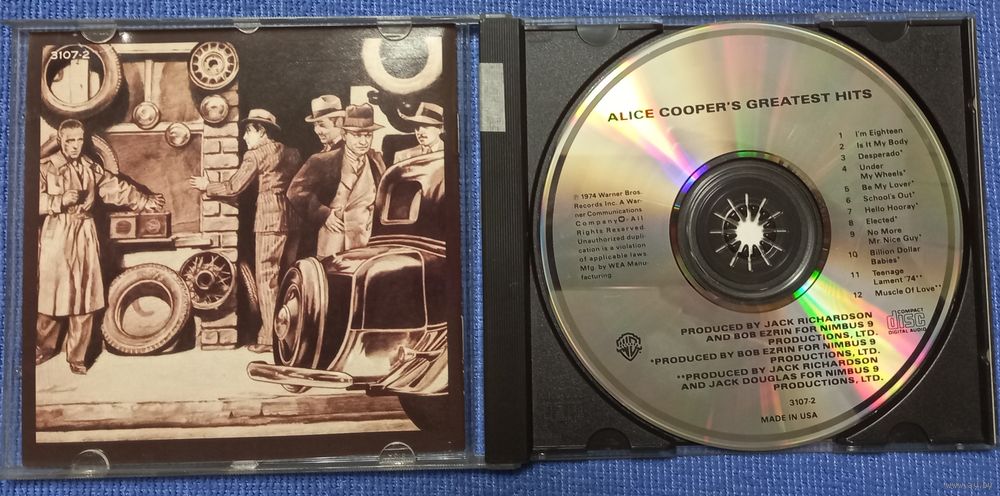 3107-2
ALICE COOPER'S GREATEST HITS
1 I'm Eighteen
2 Is It My Body
3 Desperado*
4 Under
My Wheels*
5 Be My Lover*
6 School's Out*
7 Hello Hooray*
8 Elected*
9 No More
Mr. Nice Guy*
10 Billion Dollar
Babies*
11 Teenage
Lament '74**
12 Muscle Of Love**
℗ 1974 Warner Bros.
Records Inc. A War-
ner Communications
Company. All
Rights Reserved.
Unauthorized dupli-
cation is a violation
of applicable laws.
Mfg. by WEA Manu-
facturing.
COMPACT
disc
DIGITAL AUDIO
PRODUCED BY JACK RICHARDSON
AND BOB EZRIN FOR NIMBUS 9
PRODUCTIONS, LTD.
*PRODUCED BY BOB EZRIN FOR NIMBUS 9
PRODUCTIONS, LTD.
**PRODUCED BY JACK RICHARDSON
AND JACK DOUGLAS FOR NIMBUS 9
PRODUCTIONS, LTD.
3107-2
MADE IN USA